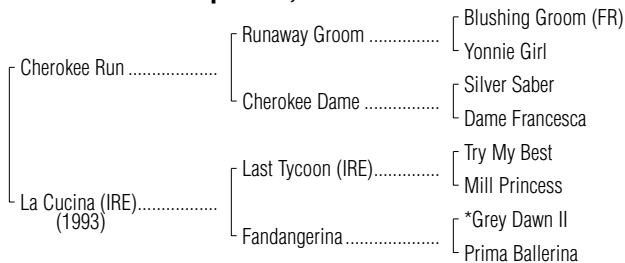 Blushing Groom (FR)
Runaway Groom ...............
Yonnie Girl
Cherokee Run ...................
Silver Saber
Cherokee Dame ................
Dame Francesca
Try My Best
Last Tycoon (IRE)..............
Mill Princess
La Cucina (IRE).................
(1993)
*Grey Dawn II
Fandangerina....................
Prima Ballerina